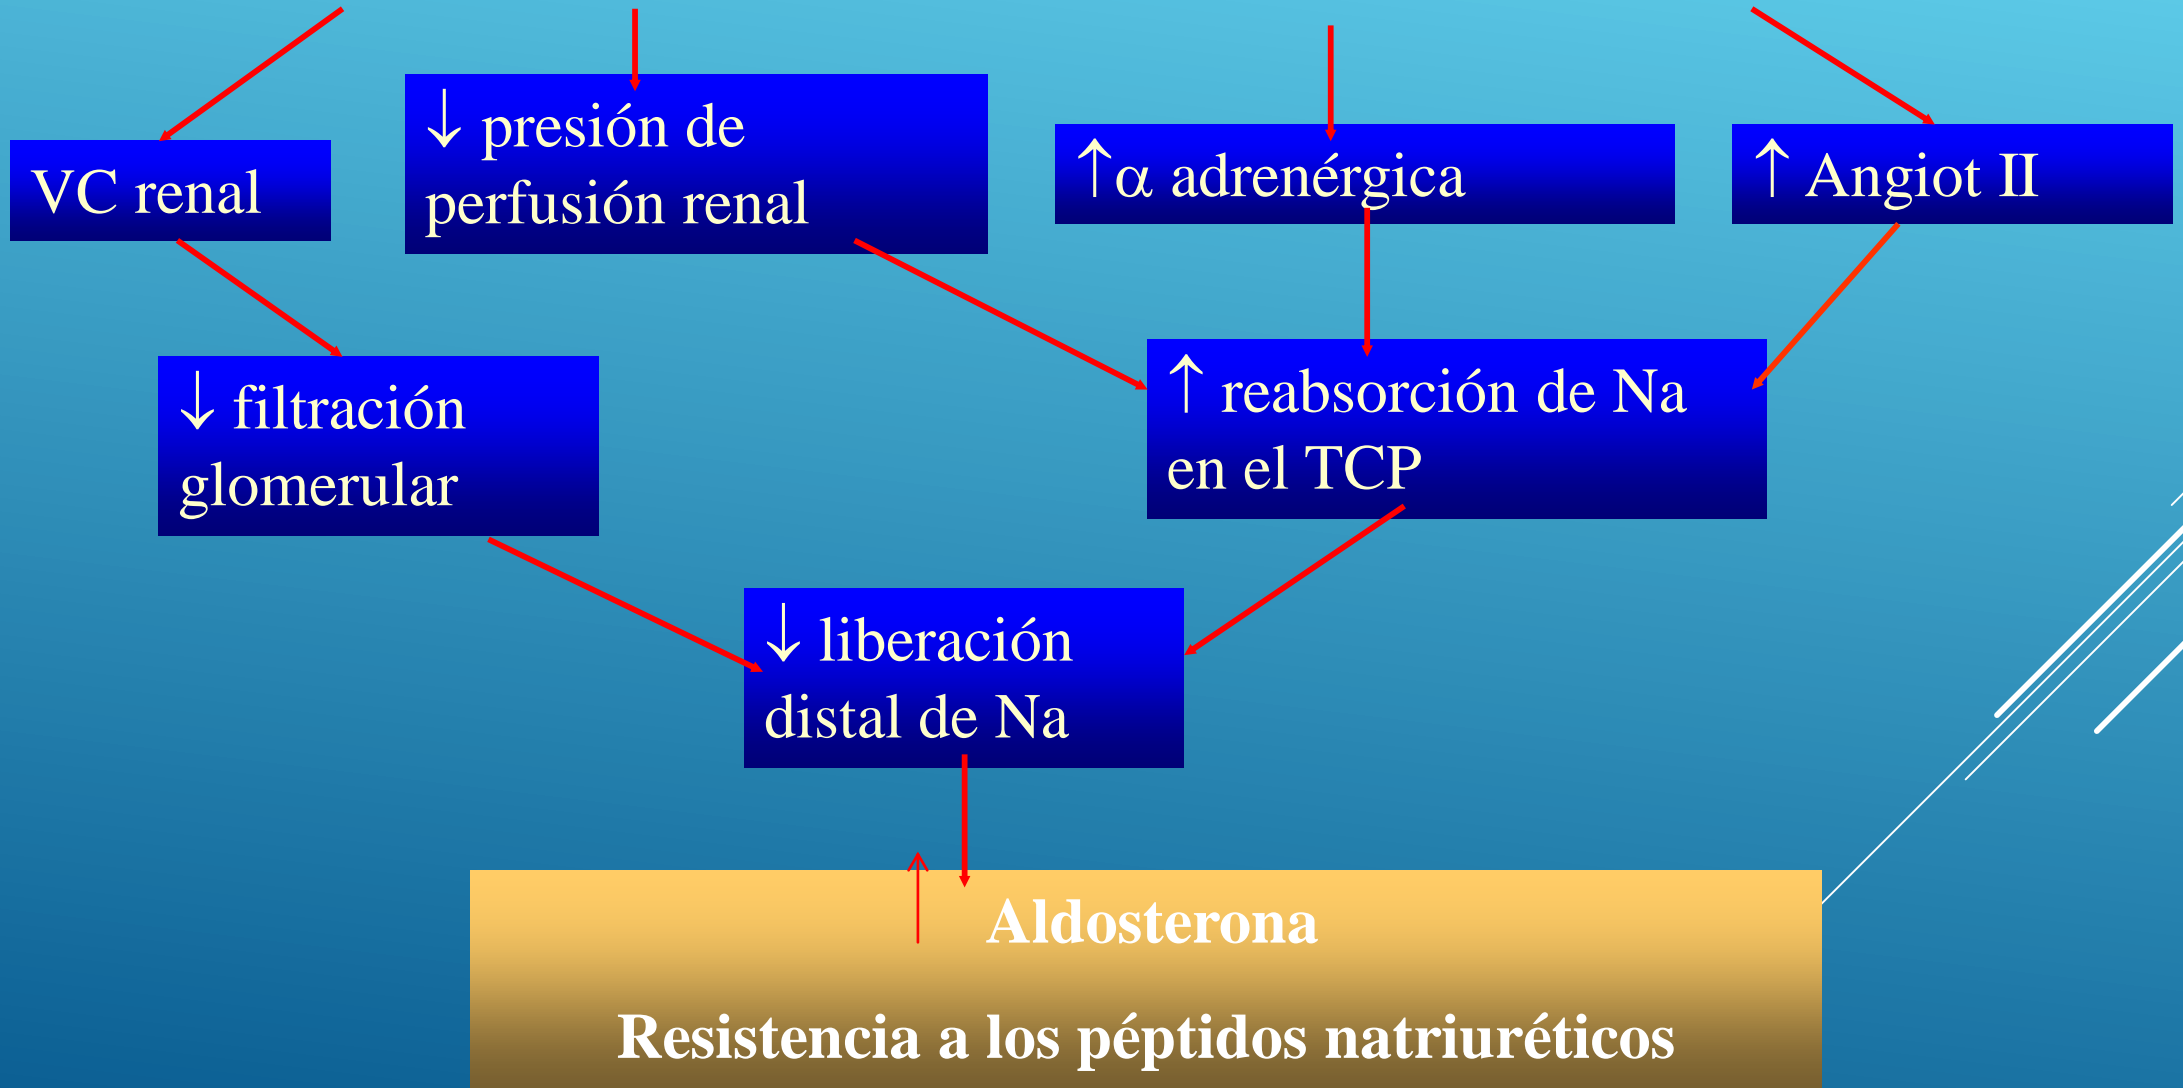 VC renal
↓ presión de
perfusión renal
↑α adrenérgica
↑ Angiot II
↓ filtración
glomerular
↑ reabsorción de Na
en el TCP
↓ liberación
distal de Na
↑ Aldosterona
Resistencia a los péptidos natriuréticos